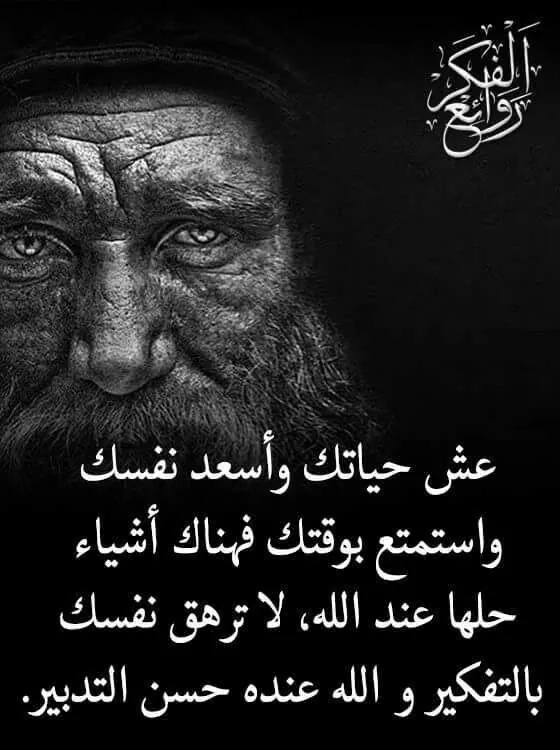 روائع الفكر
عش حياتك وأسعد نفسك
واستمتع بوقتك فهناك أشياء
حلها عند الله، لا ترهق نفسك
بالتفكير و الله عنده حسن التدبير.